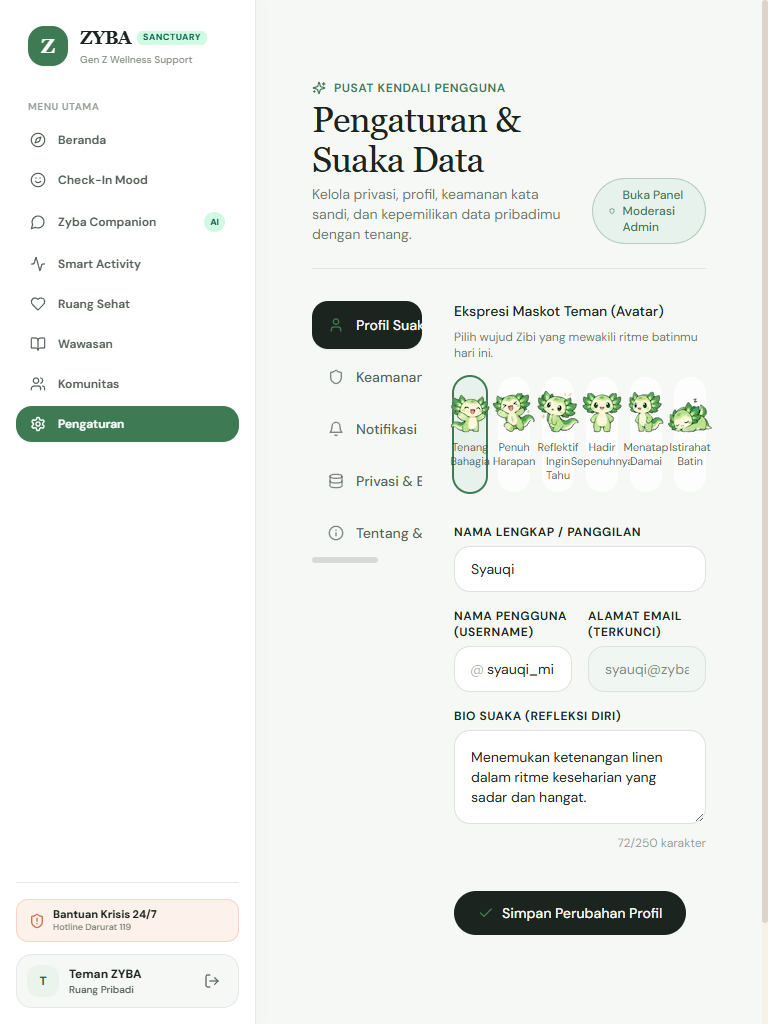 Z
ZYBA SANCTUARY
Gen Z Wellness Support
MENU UTAMA
Beranda
Check-In Mood
Zyba Companion AI
Smart Activity
Ruang Sehat
Wawasan
Komunitas
Pengaturan
Bantuan Krisis 24/7
Hotline Darurat 119
T
Teman ZYBA
Ruang Pribadi
PUSAT KENDALI PENGGUNA
Pengaturan &
Suaka Data
Kelola privasi, profil, keamanan kata
sandi, dan kepemilikan data pribadimu
dengan tenang.
Buka Panel
Moderasi
Admin
Profil Suak
Keamanan
Notifikasi
Privasi & E
Tentang &
Ekspresi Maskot Teman (Avatar)
Pilih wujud Zibi yang mewakili ritme batinmu
hari ini.
Tenang
Bahagia
Penuh
Harapan
Reflektif
Ingin
Tahu
Hadir
Sepenuhnya
Menatap
Damai
Istirahat
Batin
NAMA LENGKAP / PANGGILAN
Syauqi
NAMA PENGGUNA
(USERNAME)
@ syauqi_mi
ALAMAT EMAIL
(TERKUNCI)
syauqi@zyba
BIO SUAKA (REFLEKSI DIRI)
Menemukan ketenangan linen
dalam ritme keseharian yang
sadar dan hangat.
72/250 karakter
Simpan Perubahan Profil